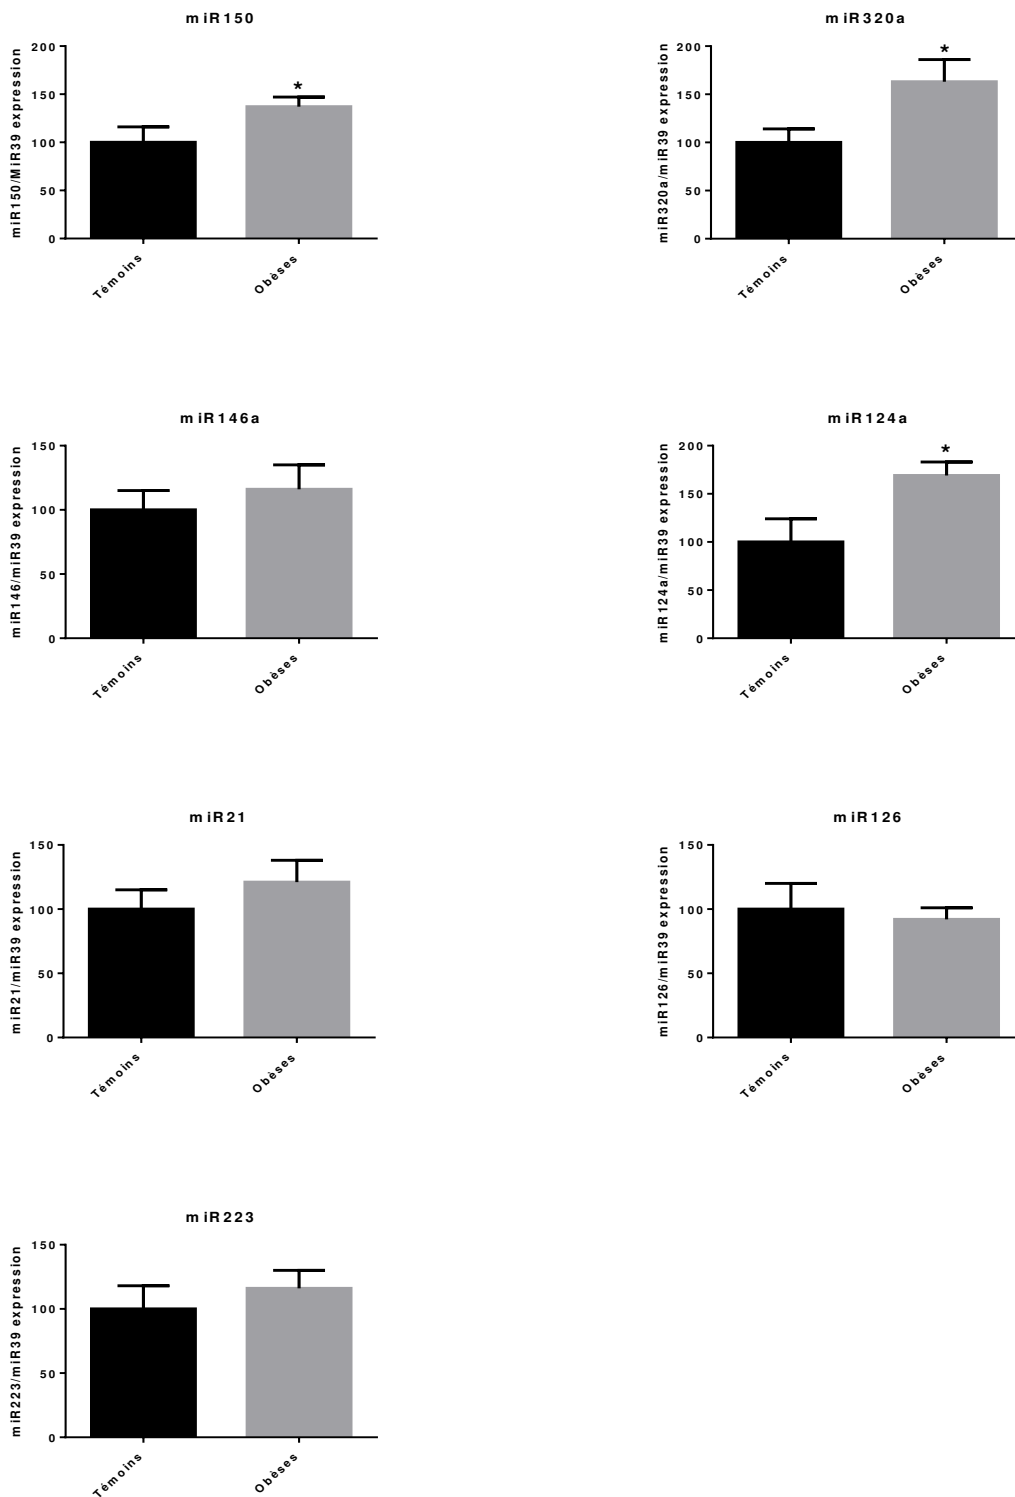 miR150
miR150/MiR39 expression
200
150
100
50
0
*
Témoins
Obèses
miR320a
miR320a/miR39 expression
200
150
100
50
0
*
Témoins
Obèses
miR146a
miR146/miR39 expression
150
100
50
0
Témoins
Obèses
miR124a
miR124a/miR39 expression
200
150
100
50
0
*
Témoins
Obèses
miR21
miR21/miR39 expression
150
100
50
0
Témoins
Obèses
miR126
miR126/miR39 expression
150
100
50
0
Témoins
Obèses
miR223
miR223/miR39 expression
150
100
50
0
Témoins
Obèses